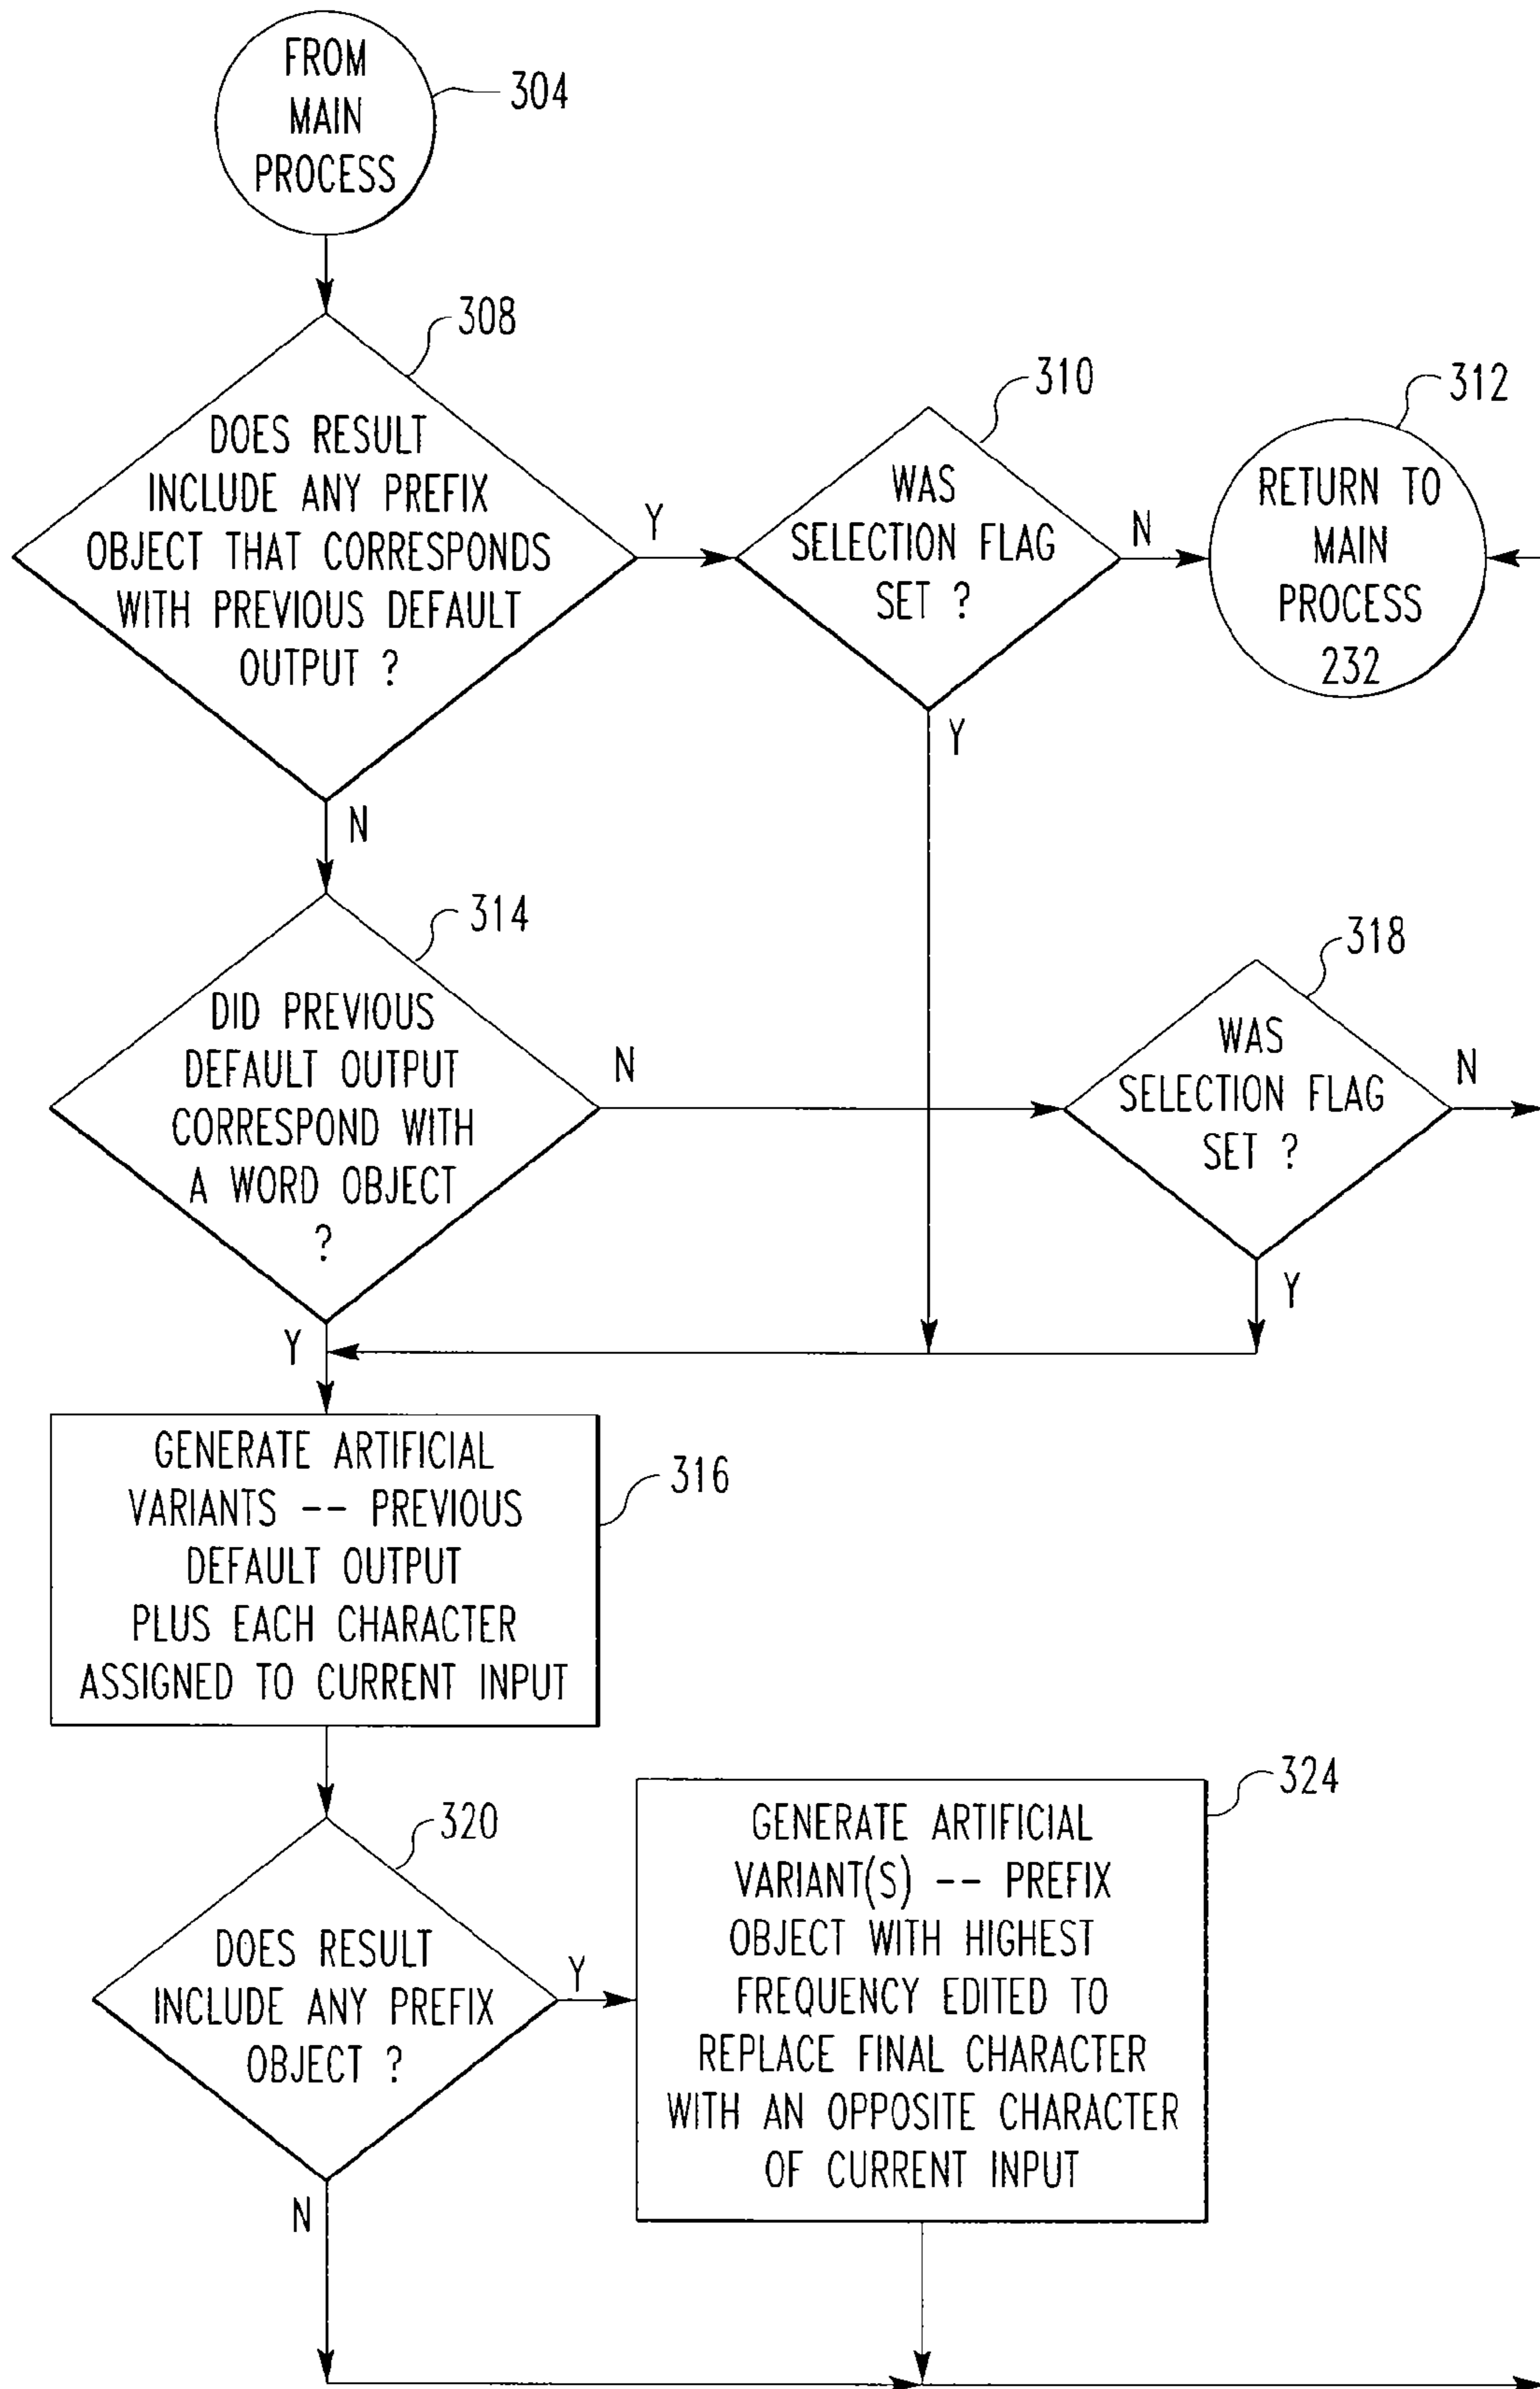 FROM
MAIN
PROCESS
304
308
DOES RESULT
INCLUDE ANY PREFIX
OBJECT THAT CORRESPONDS
WITH PREVIOUS DEFAULT
OUTPUT ?
Y
N
310
WAS
SELECTION FLAG
SET ?
N
Y
312
RETURN TO
MAIN
PROCESS
232
314
DID PREVIOUS
DEFAULT OUTPUT
CORRESPOND WITH
A WORD OBJECT
?
N
Y
318
WAS
SELECTION FLAG
SET ?
N
Y
GENERATE ARTIFICIAL
VARIANTS -- PREVIOUS
DEFAULT OUTPUT
PLUS EACH CHARACTER
ASSIGNED TO CURRENT INPUT
316
320
DOES RESULT
INCLUDE ANY PREFIX
OBJECT ?
Y
N
324
GENERATE ARTIFICIAL
VARIANT(S) -- PREFIX
OBJECT WITH HIGHEST
FREQUENCY EDITED TO
REPLACE FINAL CHARACTER
WITH AN OPPOSITE CHARACTER
OF CURRENT INPUT